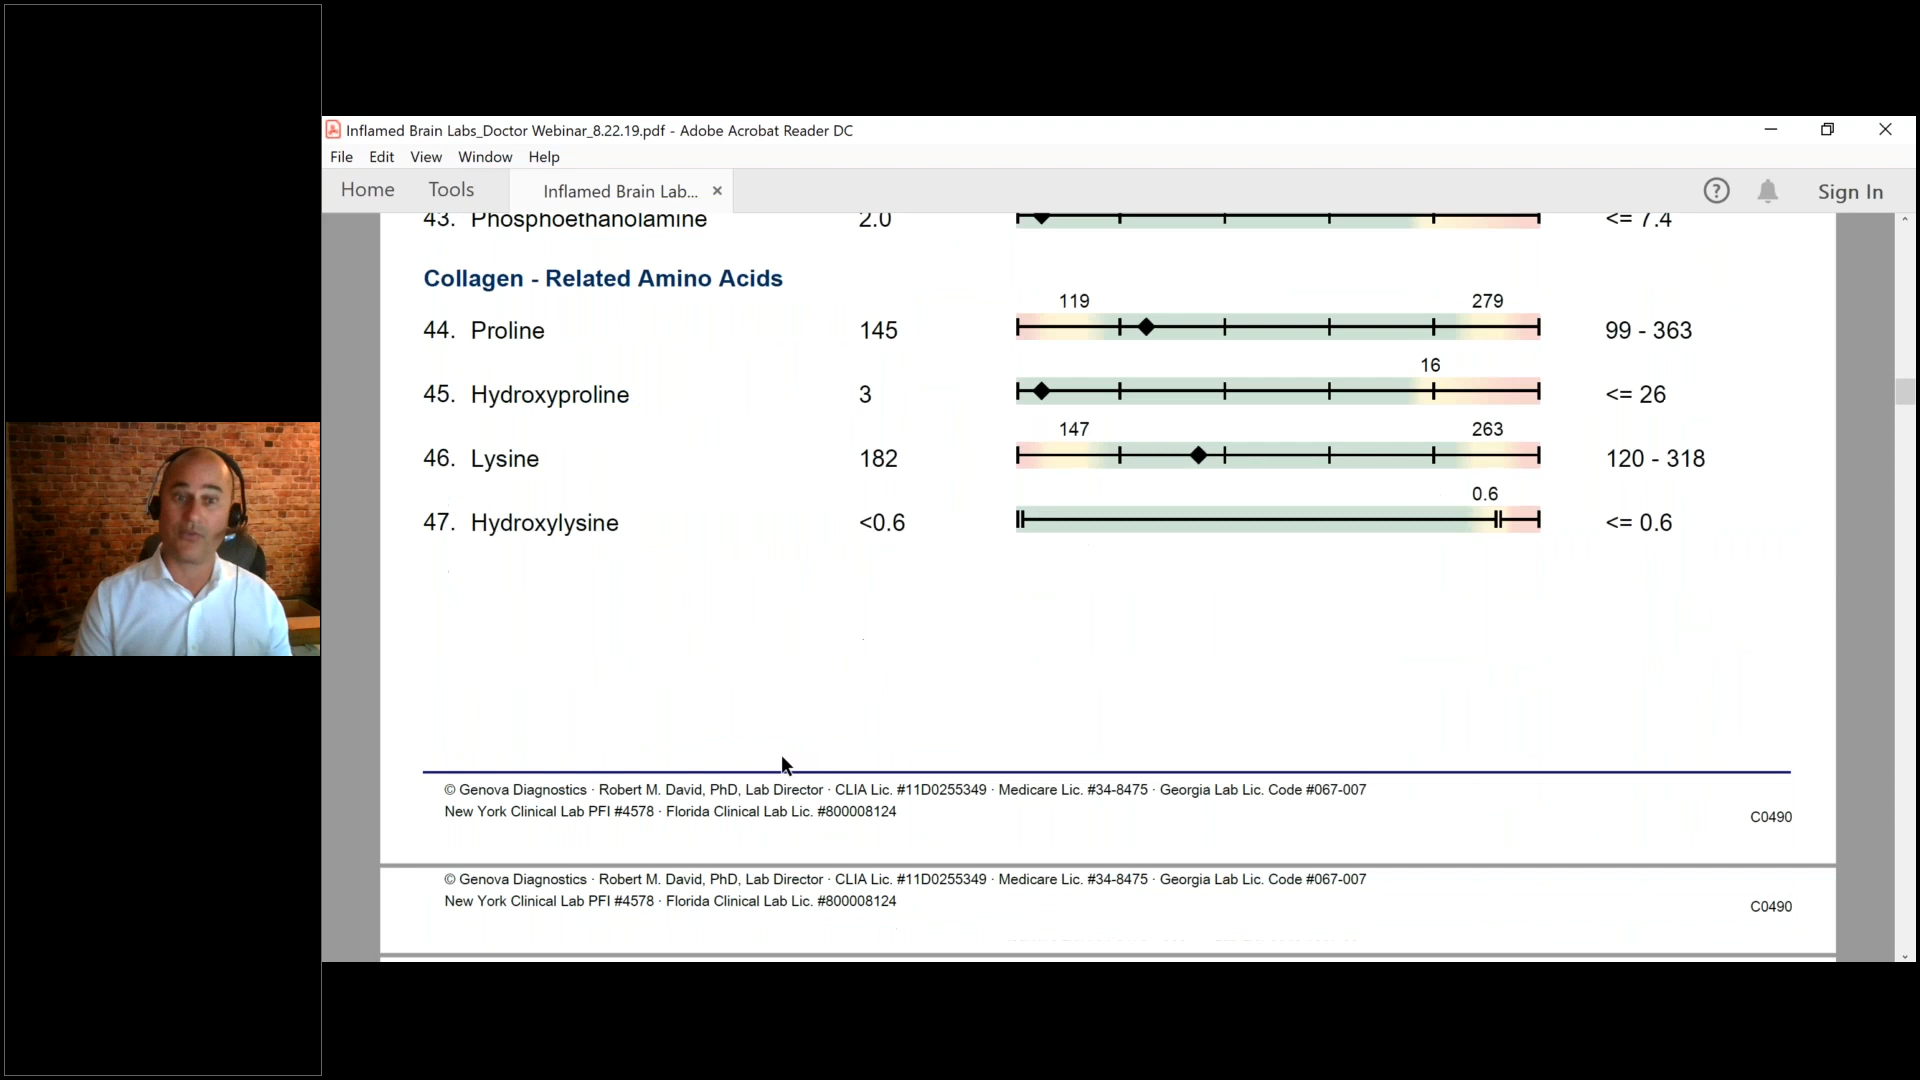 Inflamed Brain Labs_Doctor Webinar_8.22.19.pdf - Adobe Acrobat Reader DC
File Edit View Window Help
Home Tools Inflamed Brain Lab... × ? Sign In
43. Phosphoethanolamine 2.0 <= 7.4
Collagen - Related Amino Acids
119 279
44. Proline 145 99 - 363
16
45. Hydroxyproline 3 <= 26
147 263
46. Lysine 182 120 - 318
0.6
47. Hydroxylysine <0.6 <= 0.6
© Genova Diagnostics · Robert M. David, PhD, Lab Director · CLIA Lic. #11D0255349 · Medicare Lic. #34-8475 · Georgia Lab Lic. Code #067-007
New York Clinical Lab PFI #4578 · Florida Clinical Lab Lic. #800008124
C0490
© Genova Diagnostics · Robert M. David, PhD, Lab Director · CLIA Lic. #11D0255349 · Medicare Lic. #34-8475 · Georgia Lab Lic. Code #067-007
New York Clinical Lab PFI #4578 · Florida Clinical Lab Lic. #800008124
C0490